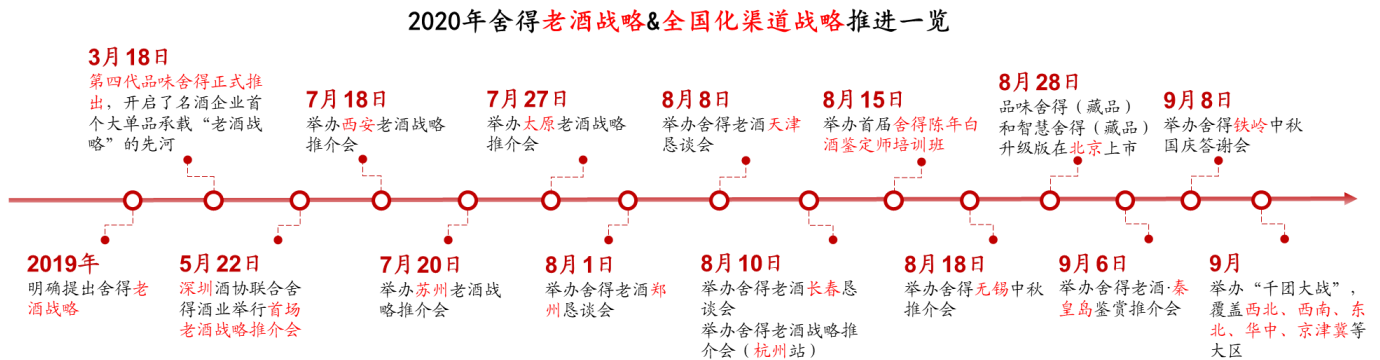 2020年舍得老酒战略&全国化渠道战略推进一览
3月18日
第四代品味舍得正式推
出，开启了名酒企业首
个大单品承载“老酒战
略”的先河
7月18日
举办西安老酒战略
推介会
7月27日
举办太原老酒战略
推介会
8月8日
举办舍得老酒天津
恳谈会
8月15日
举办首届舍得陈年白
酒鉴定师培训班
8月28日
品味舍得（藏品）
和智慧舍得（藏品）
升级版在北京上市
9月8日
举办舍得铁岭中秋
国庆答谢会
2019年
明确提出舍得老
酒战略
5月22日
深圳酒协联合舍
得酒业举行首场
老酒战略推介会
7月20日
举办苏州老酒战
略推介会
8月1日
举办舍得老酒郑
州恳谈会
8月10日
举办舍得老酒长春恳
谈会
举办舍得老酒战略推
介会（杭州站）
8月18日
举办舍得无锡中秋
推介会
9月6日
举办舍得老酒·秦
皇岛鉴赏推介会
9月
举办“千团大战”，
覆盖西北、西南、东
北、华中、京津冀等
大区